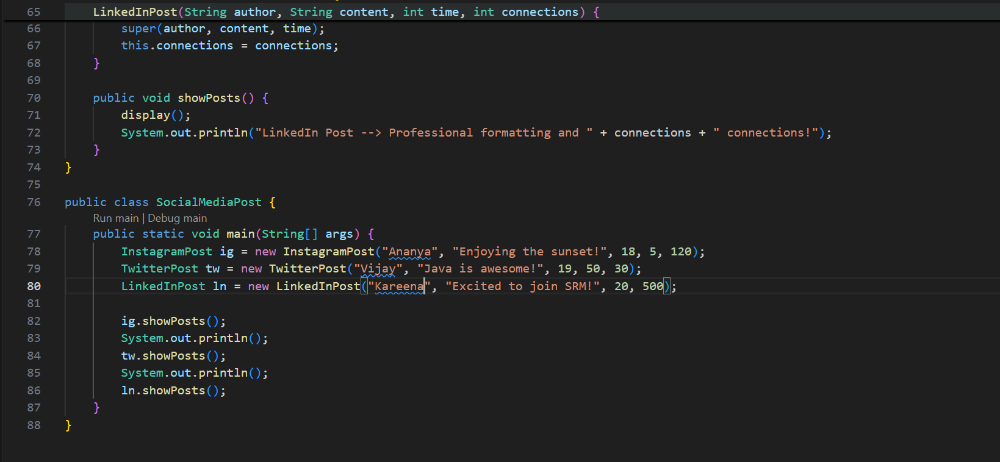 65 LinkedInPost(String author, String content, int time, int connections) {
66 super(author, content, time);
67 this.connections = connections;
68 }
69
70 public void showPosts() {
71 display();
72 System.out.println("LinkedIn Post --> Professional formatting and " + connections + " connections!");
73 }
74 }
75
76 public class SocialMediaPost {
Run main | Debug main
77 public static void main(String[] args) {
78 InstagramPost ig = new InstagramPost("Ananya", "Enjoying the sunset!", 18, 5, 120);
79 TwitterPost tw = new TwitterPost("Vijay", "Java is awesome!", 19, 50, 30);
80 LinkedInPost ln = new LinkedInPost("Kareena", "Excited to join SRM!", 20, 500);
81
82 ig.showPosts();
83 System.out.println();
84 tw.showPosts();
85 System.out.println();
86 ln.showPosts();
87 }
88 }